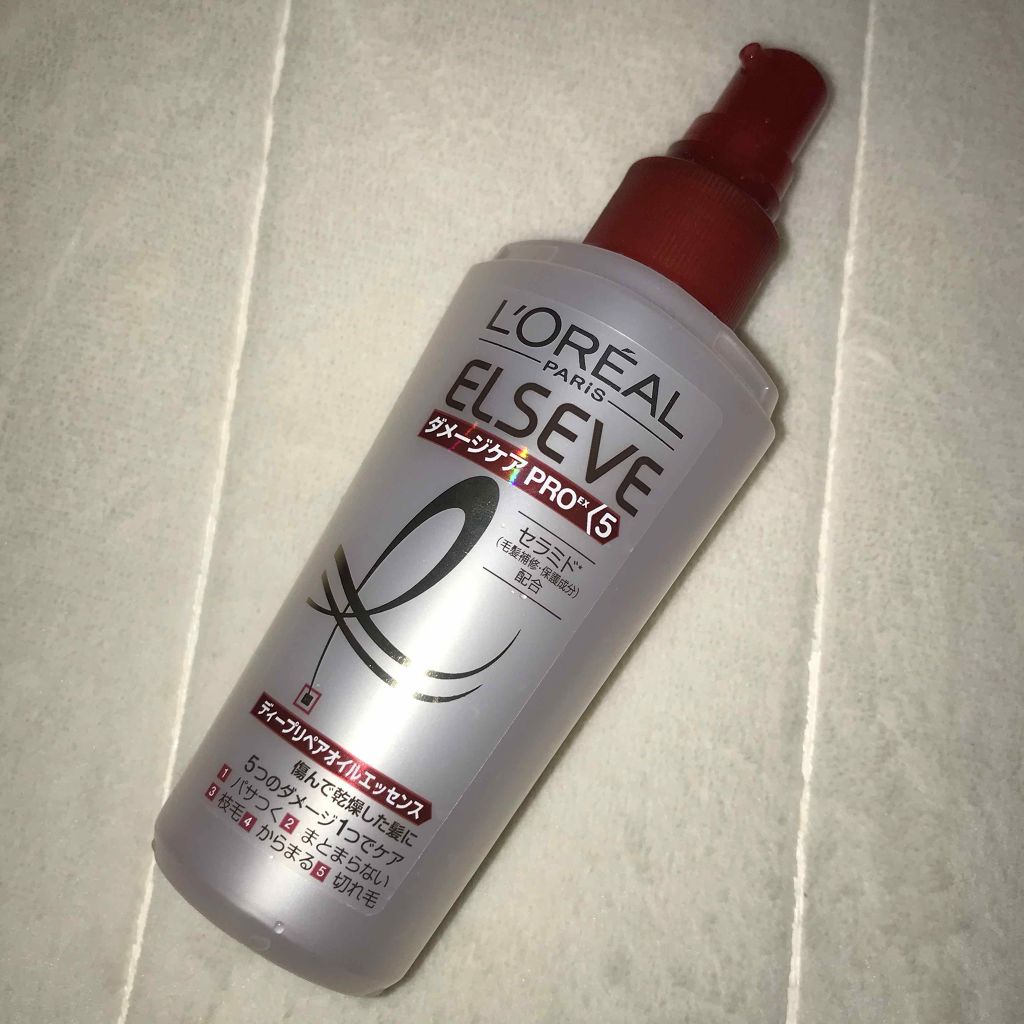 L'ORÉAL
PARiS
ELSEVE
ダメージケア PRO EX 5
セラミド*
(毛髪補修・保護成分)
配合
ディープリペアオイルエッセンス
傷んで乾燥した髪に
5つのダメージ1つでケア
1 パサつく 2 まとまらない
3 枝毛 4 からまる 5 切れ毛